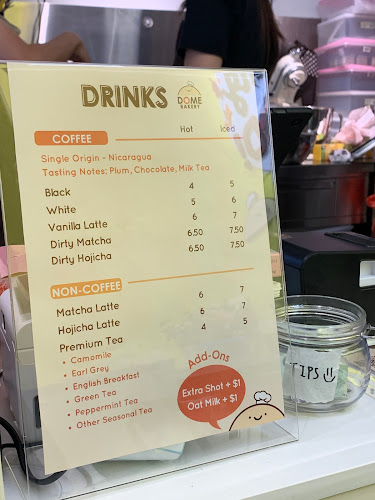 DRINKS
DOME
BAKERY
Hot Iced
COFFEE
Single Origin - Nicaragua
Tasting Notes: Plum, Chocolate, Milk Tea
Black 4 5
White 5 6
Vanilla Latte 6 7
Dirty Matcha 6.50 7.50
Dirty Hojicha 6.50 7.50
NON-COFFEE
Matcha Latte 6 7
Hojicha Latte 6 7
Premium Tea 4 5
• Camomile
• Earl Grey
• English Breakfast
• Green Tea
• Peppermint Tea
• Other Seasonal Tea
Add-Ons
Extra Shot + $1
Oat Milk + $1
TIPS